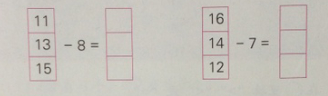 11 16
13 - 8 = 14 - 7 =
15 12